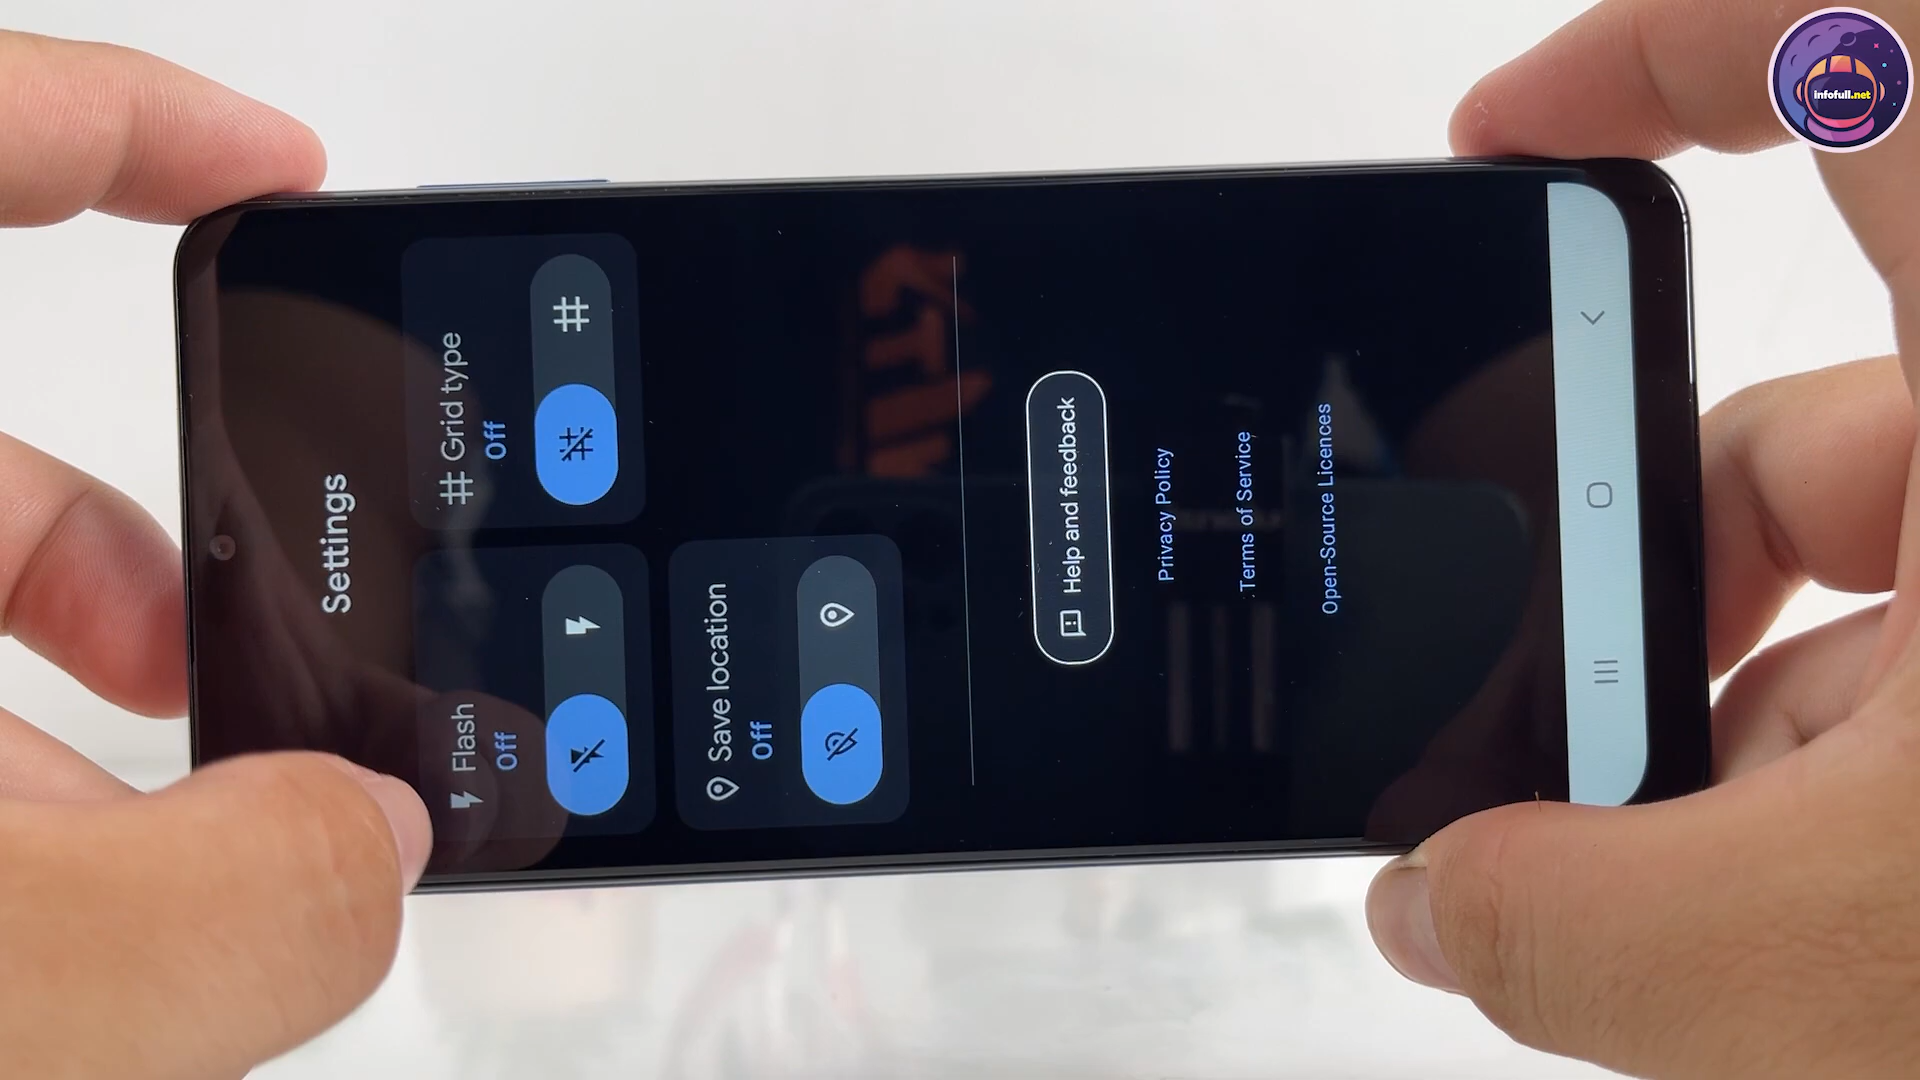 Settings
Flash
Off
Grid type
Off
Save location
Off
Help and feedback
Privacy Policy
Terms of Service
Open-Source Licences
infofull.net